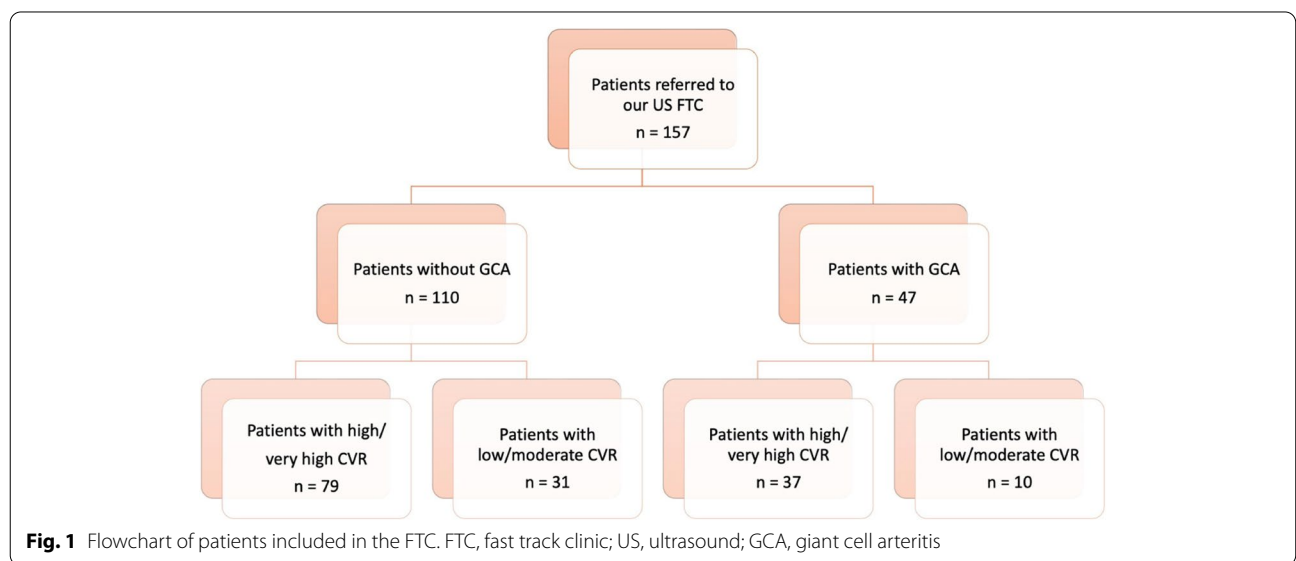 Patients referred to
our US FTC
n = 157
Patients without GCA
n = 110
Patients with GCA
n = 47
Patients with high/
very high CVR
n = 79
Patients with
low/moderate CVR
n = 31
Patients with high/
very high CVR
n = 37
Patients with
low/moderate CVR
n = 10
Fig. 1 Flowchart of patients included in the FTC. FTC, fast track clinic; US, ultrasound; GCA, giant cell arteritis